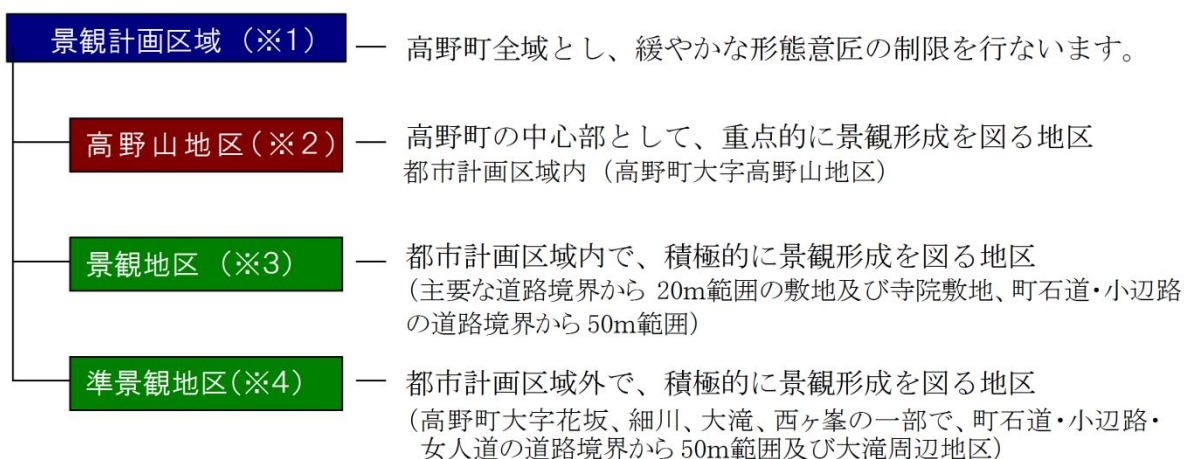 景観計画区域（※1） ― 高野町全域とし、緩やかな形態意匠の制限を行ないます。
高野山地区(※2) ― 高野町の中心部として、重点的に景観形成を図る地区
都市計画区域内（高野町大字高野山地区）
景観地区（※3） ― 都市計画区域内で、積極的に景観形成を図る地区
（主要な道路境界から 20m範囲の敷地及び寺院敷地、町石道・小辺路
の道路境界から50m範囲）
準景観地区(※4) ― 都市計画区域外で、積極的に景観形成を図る地区
（高野町大字花坂、細川、大滝、西ヶ峯の一部で、町石道・小辺路・
女人道の道路境界から50m範囲及び大滝周辺地区）